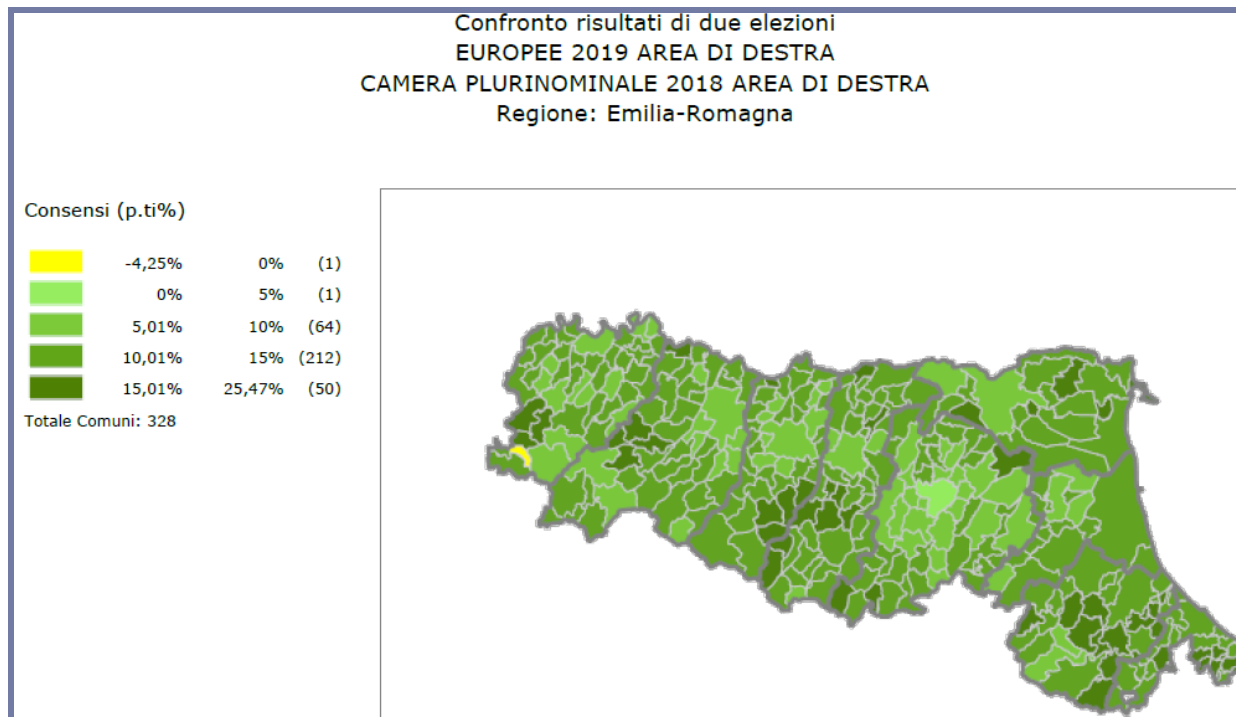 Confronto risultati di due elezioni
EUROPEE 2019 AREA DI DESTRA
CAMERA PLURINOMINALE 2018 AREA DI DESTRA
Regione: Emilia-Romagna
Consensi (p.ti%)
-4,25% 0% (1)
0% 5% (1)
5,01% 10% (64)
10,01% 15% (212)
15,01% 25,47% (50)
Totale Comuni: 328